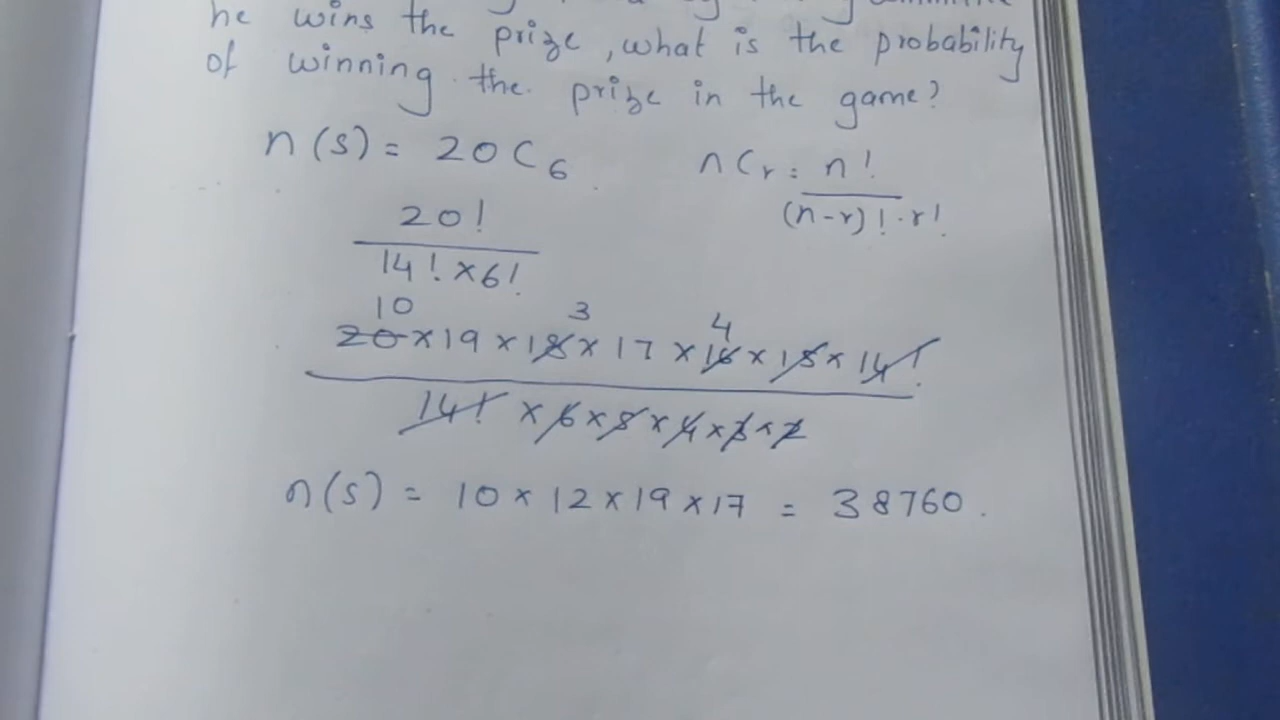 he wins the prize, what is the probability
of winning the prize in the game?
n(s) = 20C6
nCr = n! / (n-r)!·r!
20! / 14! × 6!
10 3 4
20 × 19 × 18 × 17 × 16 × 15 × 14!
14! × 6 × 5 × 4 × 3 × 2
n(s) = 10 × 12 × 19 × 17 = 38760.